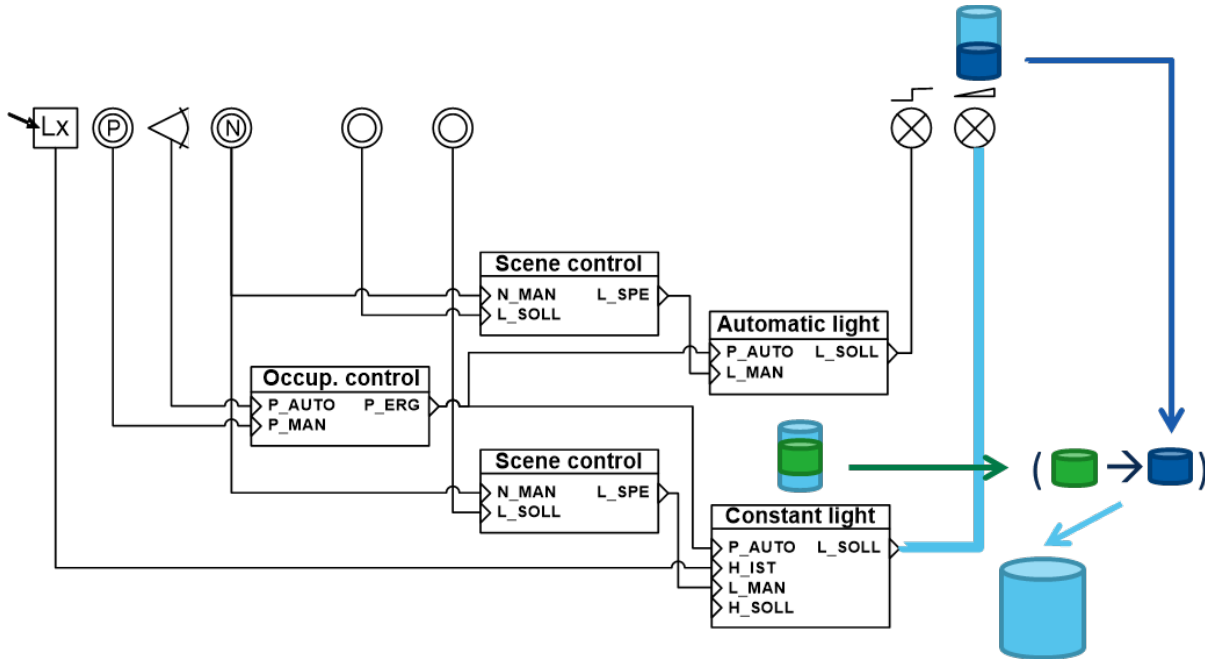 Lx
P
N
Scene control
N_MAN L_SPE
L_SOLL
Automatic light
P_AUTO L_SOLL
L_MAN
Occup. control
P_AUTO P_ERG
P_MAN
Scene control
N_MAN L_SPE
L_SOLL
Constant light
P_AUTO L_SOLL
H_IST
L_MAN
H_SOLL
( )